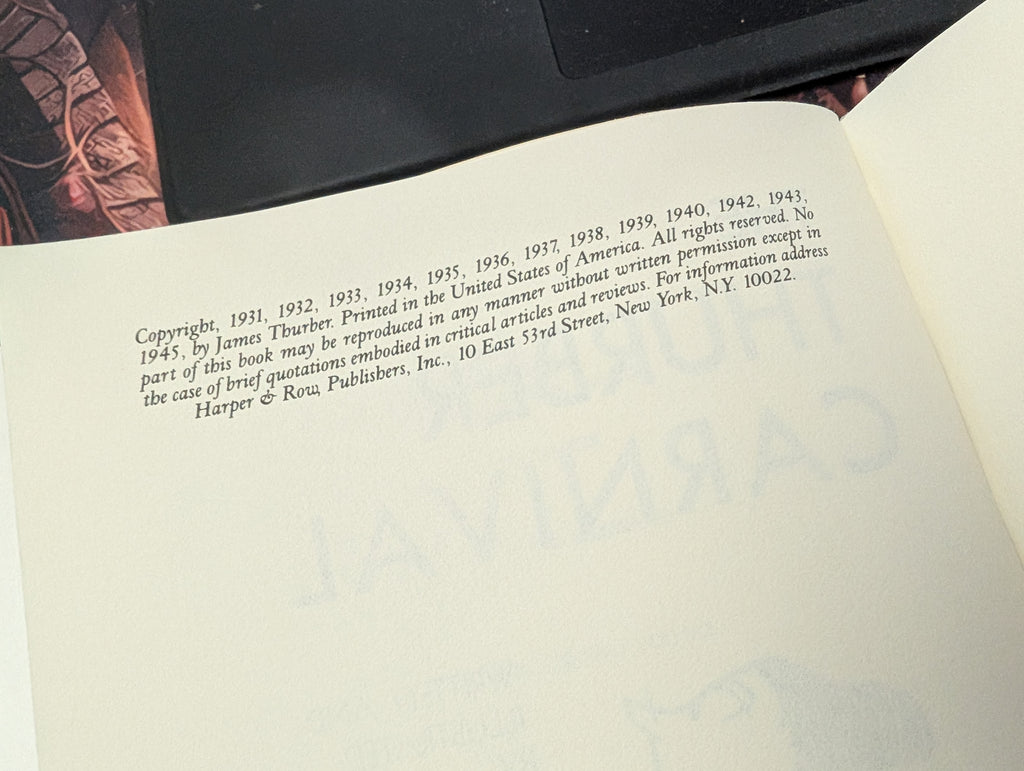 Copyright, 1931, 1932, 1933, 1934, 1935, 1936, 1937, 1938, 1939, 1940, 1942, 1943,
1945, by James Thurber. Printed in the United States of America. All rights reserved. No
part of this book may be reproduced in any manner without written permission except in
the case of brief quotations embodied in critical articles and reviews. For information address
Harper & Row, Publishers, Inc., 10 East 53rd Street, New York, N.Y. 10022.
THURBER
CARNIVAL